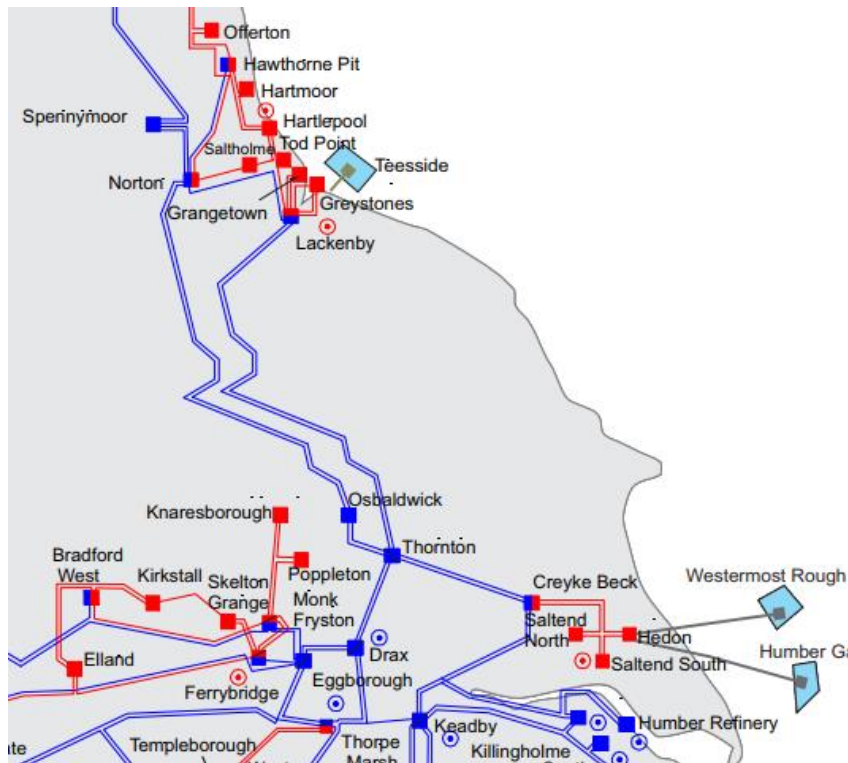 Offerton
Hawthorne Pit
Hartmoor
Sperinymoor
Hartlepool
Saltholme
Tod Point
Teesside
Norton
Grangetown
Greystones
Lackenby
Knaresborough
Osbaldwick
Bradford
West
Kirkstall
Skelton
Grange
Poppleton
Monk
Fryston
Thornton
Creyke Beck
Westermost Rough
Saltend
North
Hedon
Elland
Drax
Saltend South
Humber Ga
Ferrybridge
Eggborough
Keadby
Humber Refinery
te
Templeborough
Thorpe
Marsh
Killingholme